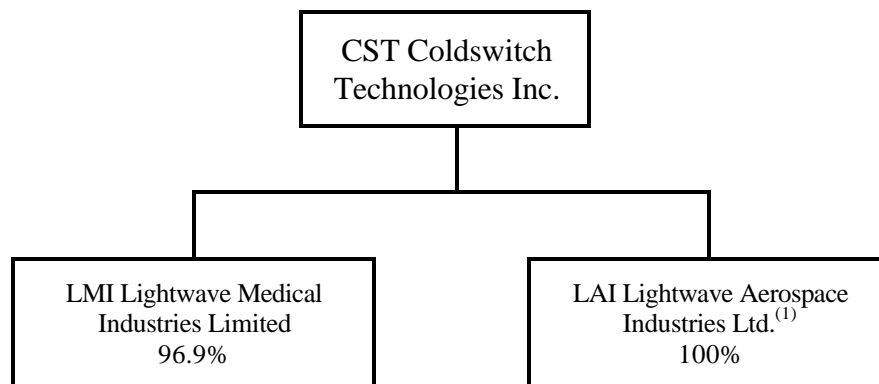 CST Coldswitch
Technologies Inc.
LMI Lightwave Medical
Industries Limited
96.9%
LAI Lightwave Aerospace
Industries Ltd.(1)
100%